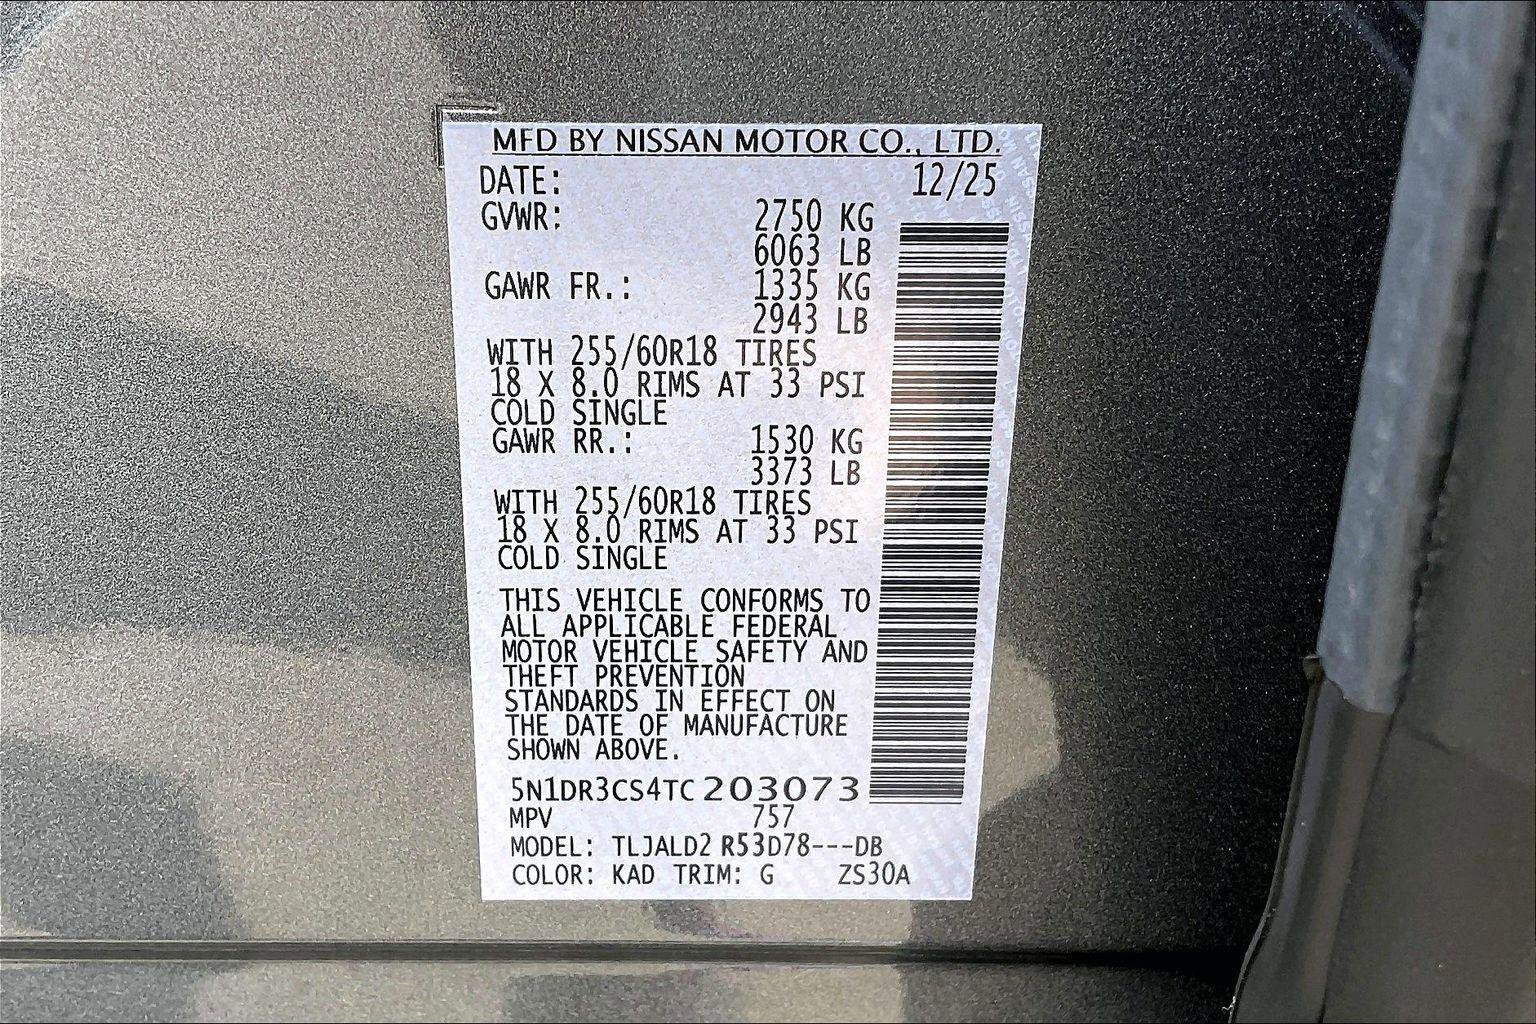 MFD BY NISSAN MOTOR CO., LTD.
DATE: 12/25
GVWR: 2750 KG
6063 LB
GAWR FR.: 1335 KG
2943 LB
WITH 255/60R18 TIRES
18 X 8.0 RIMS AT 33 PSI
COLD SINGLE
GAWR RR.: 1530 KG
3373 LB
WITH 255/60R18 TIRES
18 X 8.0 RIMS AT 33 PSI
COLD SINGLE
THIS VEHICLE CONFORMS TO
ALL APPLICABLE FEDERAL
MOTOR VEHICLE SAFETY AND
THEFT PREVENTION
STANDARDS IN EFFECT ON
THE DATE OF MANUFACTURE
SHOWN ABOVE.
5N1DR3CS4TC203073
MPV 757
MODEL: TLJALD2 R53D78---DB
COLOR: KAD TRIM: G ZS30A